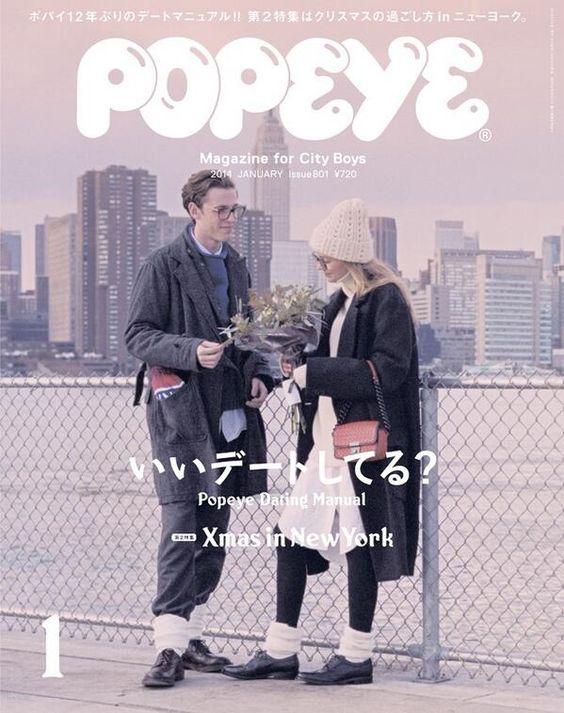 ポパイ12年ぶりのデートマニュアル!! 第2特集はクリスマスの過ごし方 in ニューヨーク。
POPEYE®
Magazine for City Boys
2014 JANUARY Issue801 ¥720
いいデートしてる?
Popeye Dating Manual
第2特集 Xmas in New York
1